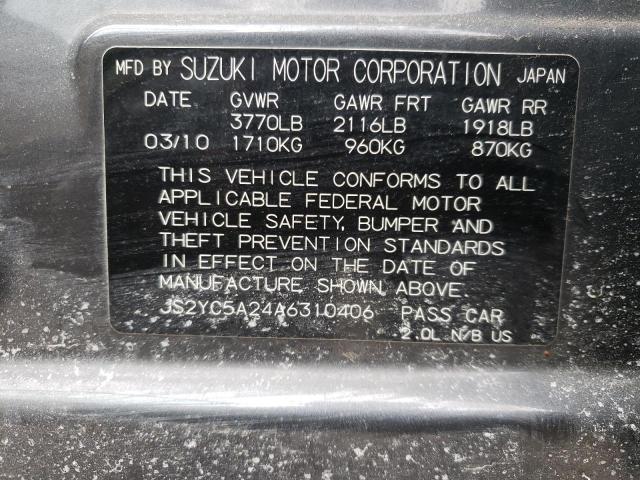 MFD BY SUZUKI MOTOR CORPORATION JAPAN
DATE GVWR GAWR FRT GAWR RR
3770LB 2116LB 1918LB
03/10 1710KG 960KG 870KG
THIS VEHICLE CONFORMS TO ALL
APPLICABLE FEDERAL MOTOR
VEHICLE SAFETY, BUMPER AND
THEFT PREVENTION STANDARDS
IN EFFECT ON THE DATE OF
MANUFACTURE SHOWN ABOVE.
JS2YC5A24A6310406 PASS CAR
2.0L N/B US